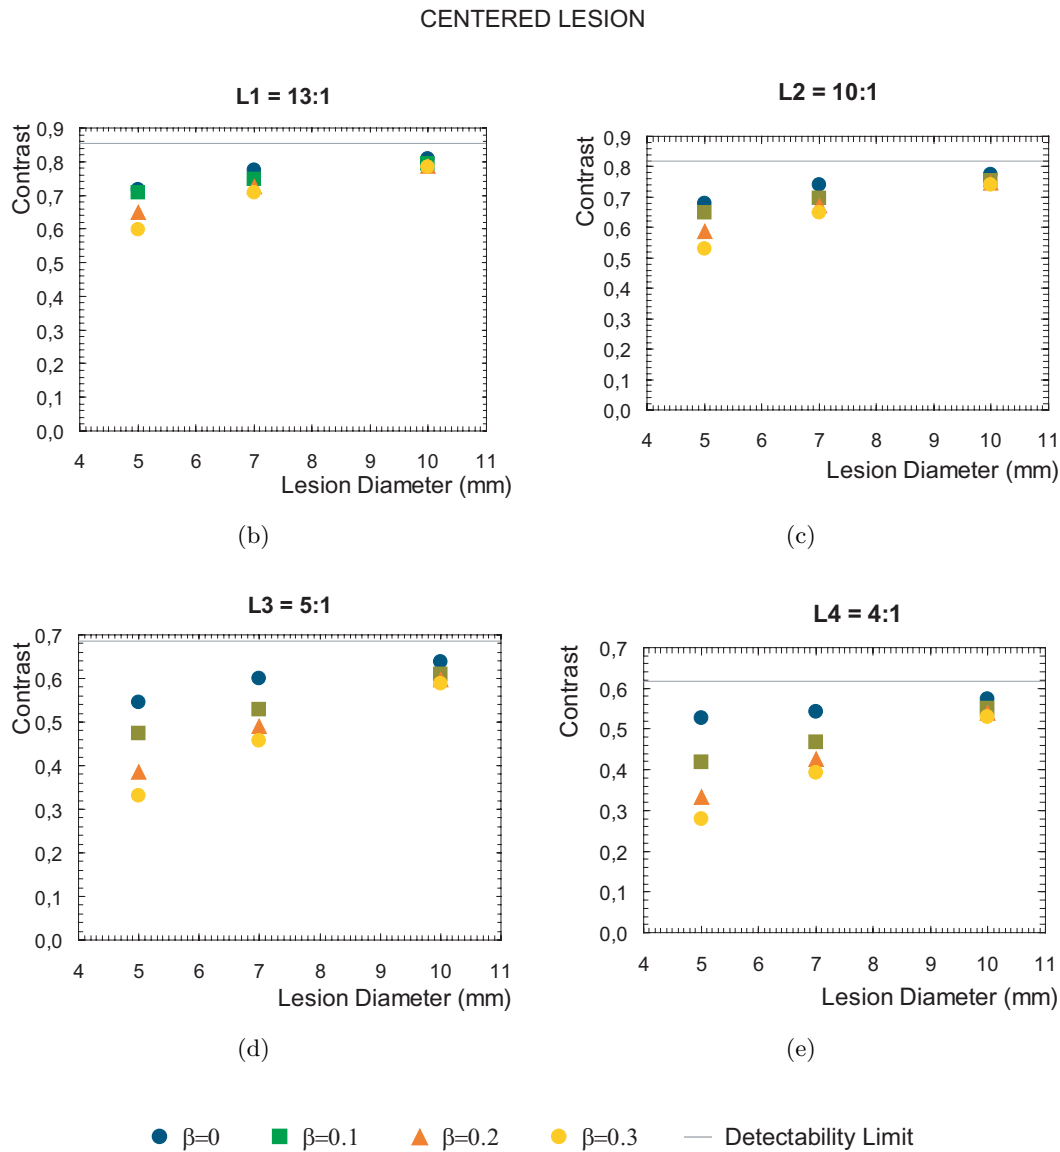 CENTERED LESION
L1 = 13:1
Contrast
0,9
0,8
0,7
0,6
0,5
0,4
0,3
0,2
0,1
0,0
4 5 6 7 8 9 10 11
Lesion Diameter (mm)
(b)
L2 = 10:1
Contrast
0,9
0,8
0,7
0,6
0,5
0,4
0,3
0,2
0,1
0,0
4 5 6 7 8 9 10 11
Lesion Diameter (mm)
(c)
L3 = 5:1
Contrast
0,7
0,6
0,5
0,4
0,3
0,2
0,1
0,0
4 5 6 7 8 9 10 11
Lesion Diameter (mm)
(d)
L4 = 4:1
Contrast
0,7
0,6
0,5
0,4
0,3
0,2
0,1
0,0
4 5 6 7 8 9 10 11
Lesion Diameter (mm)
(e)
β=0 β=0.1 β=0.2 β=0.3 Detectability Limit